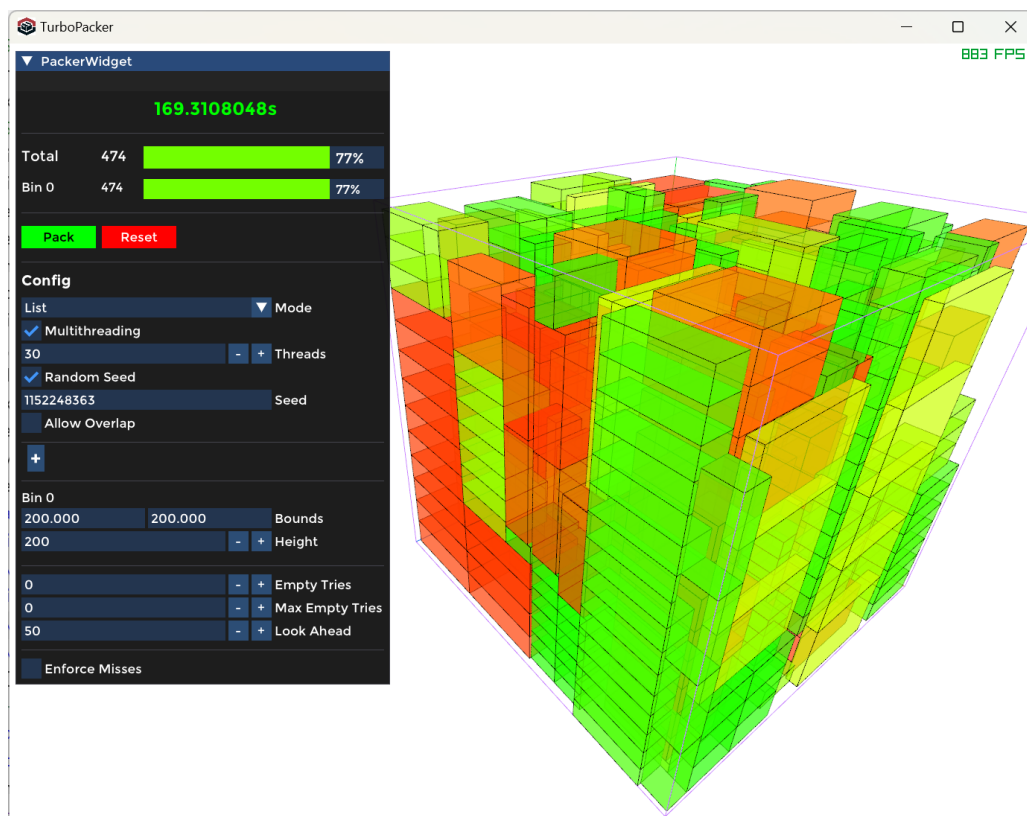 TurboPacker
883 FPS
PackerWidget
169.3108048s
Total 474 77%
Bin 0 474 77%
Pack Reset
Config
List Mode
Multithreading
30 - + Threads
Random Seed
1152248363 Seed
Allow Overlap
+
Bin 0
200.000 200.000 Bounds
200 - + Height
0 - + Empty Tries
0 - + Max Empty Tries
50 - + Look Ahead
Enforce Misses